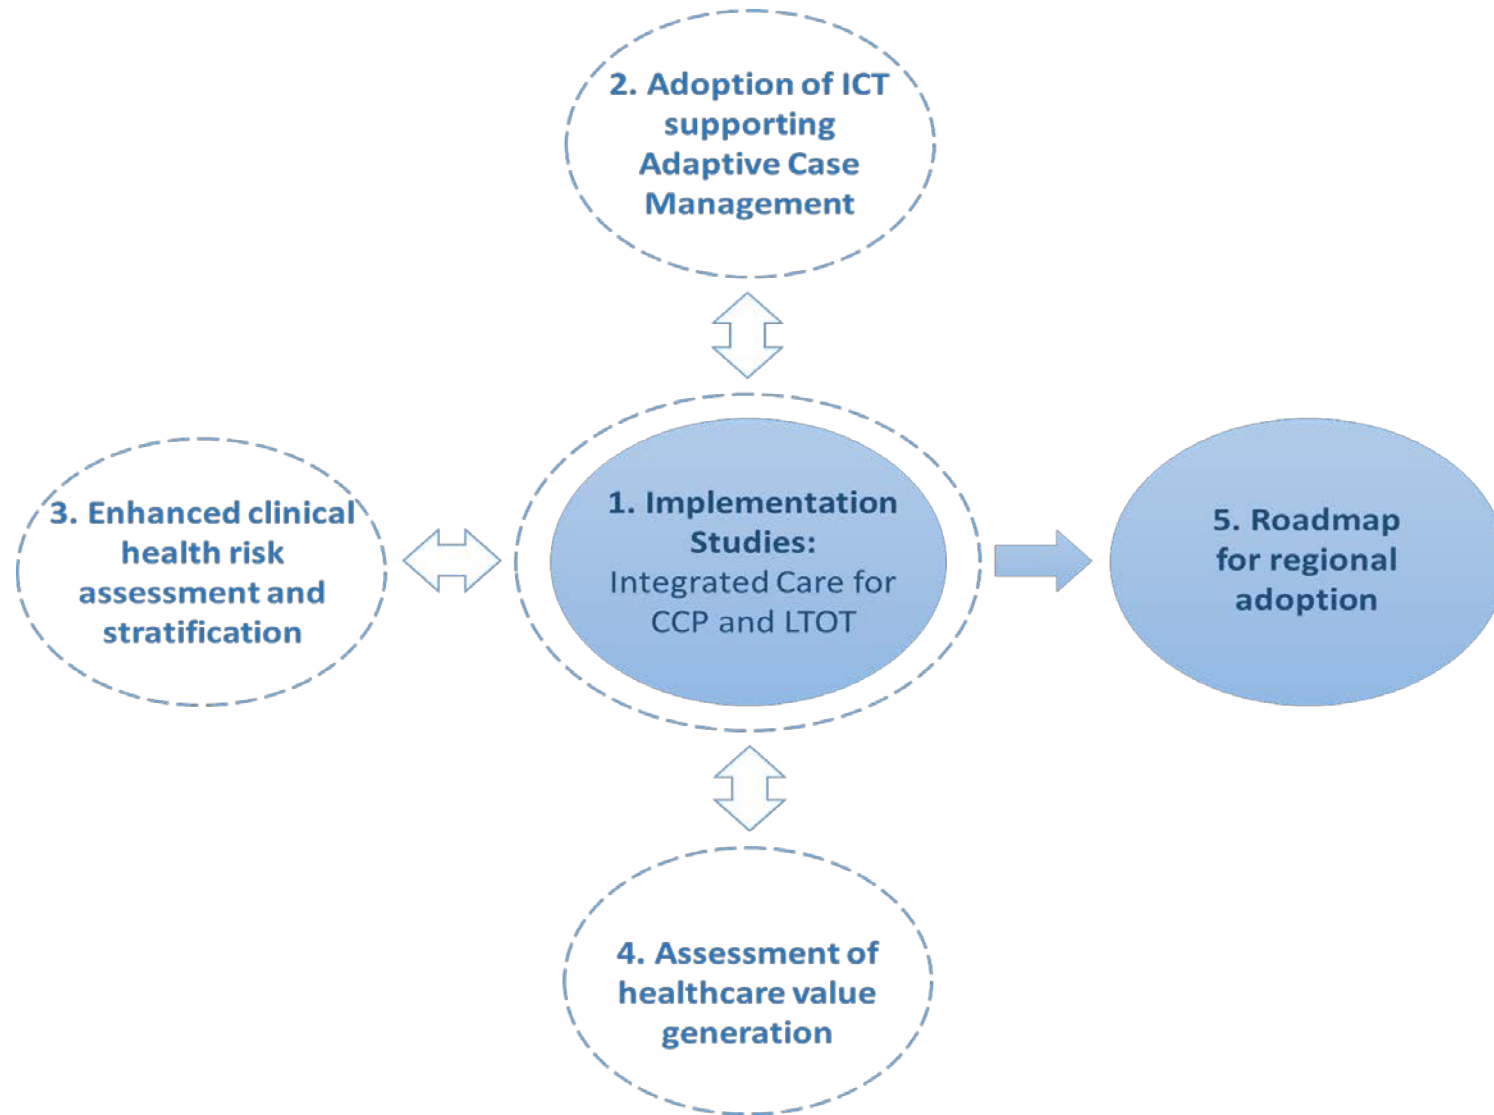 2. Adoption of ICT
supporting
Adaptive Case
Management
3. Enhanced clinical
health risk
assessment and
stratification
1. Implementation
Studies:
Integrated Care for
CCP and LTOT
5. Roadmap
for regional
adoption
4. Assessment of
healthcare value
generation